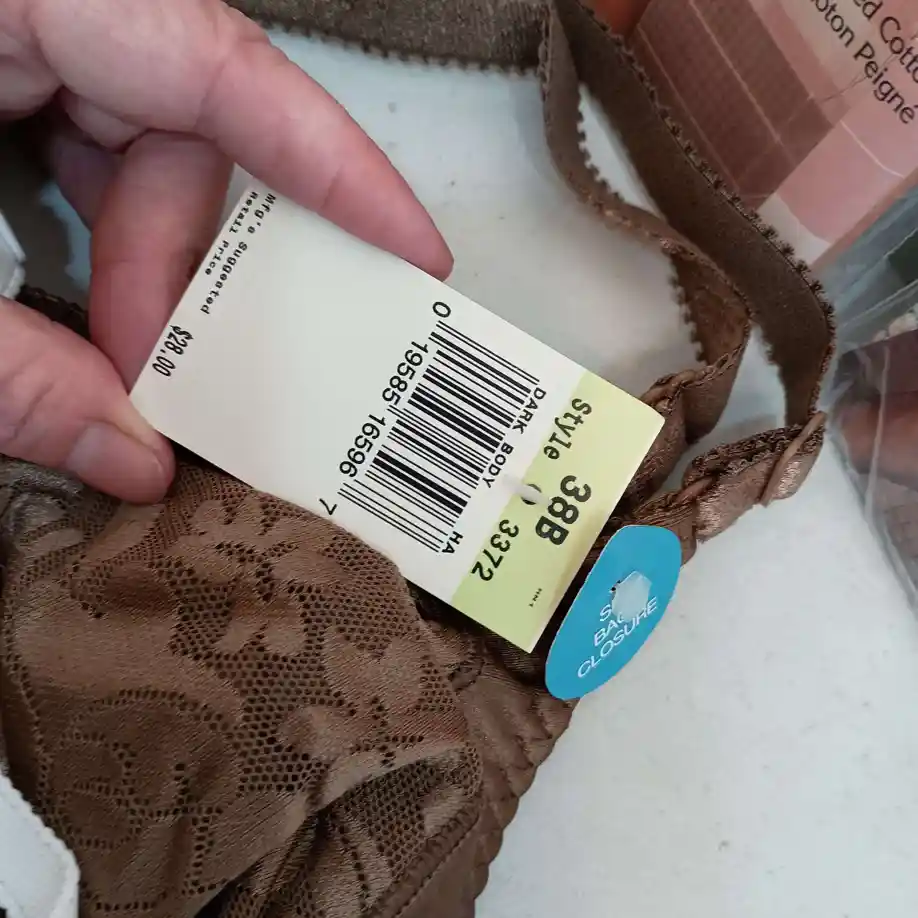 Mfg's Suggested
Retail Price
$28.00
0 19585 16596 7
DARK BODY HA
Style 3372
38B
BACK
CLOSURE
ed Cott
oton Peigné